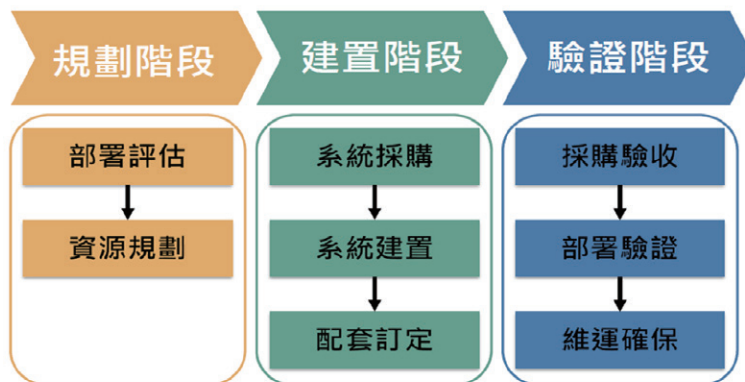 規劃階段
建置階段
驗證階段
部署評估
資源規劃
系統採購
系統建置
配套訂定
採購驗收
部署驗證
維運確保